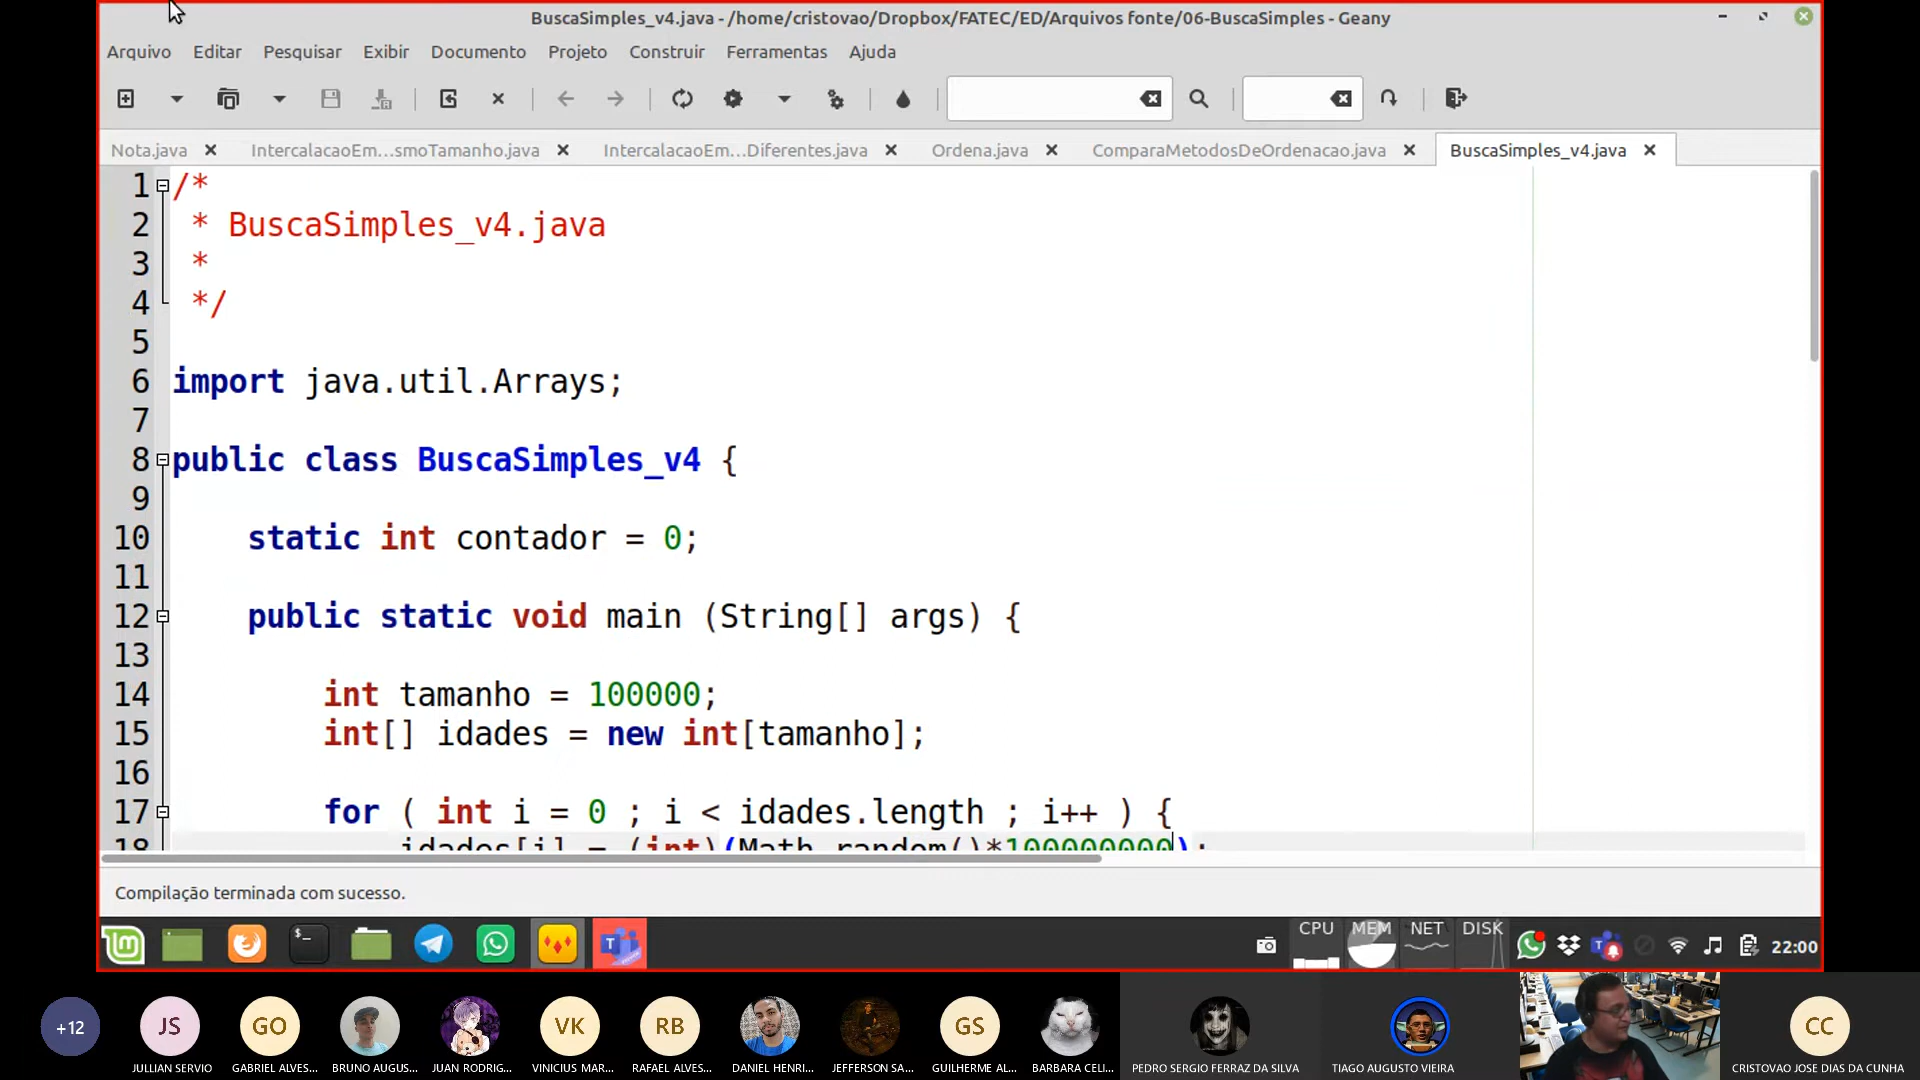 BuscaSimples_v4.java - /home/cristovao/Dropbox/FATEC/ED/Arquivos fonte/06-BuscaSimples - Geany
Arquivo Editar Pesquisar Exibir Documento Projeto Construir Ferramentas Ajuda
Nota.java IntercalacaoEm...smoTamanho.java IntercalacaoEm...Diferentes.java Ordena.java ComparaMetodosDeOrdenacao.java BuscaSimples_v4.java
1 /*
2 * BuscaSimples_v4.java
3 *
4 */
5
6 import java.util.Arrays;
7
8 public class BuscaSimples_v4 {
9
10 static int contador = 0;
11
12 public static void main (String[] args) {
13
14 int tamanho = 100000;
15 int[] idades = new int[tamanho];
16
17 for ( int i = 0 ; i < idades.length ; i++ ) {
18 idades[i] = (int)(Math.random()*100000000);
Compilação terminada com sucesso.
CPU MEM NET DISK 22:00
+12 JS GO VK RB GS CC
JULLIAN SERVIO GABRIEL ALVES... BRUNO AUGUS... JUAN RODRIG... VINICIUS MAR... RAFAEL ALVES... DANIEL HENRI... JEFFERSON SA... GUILHERME AL... BARBARA CELI... PEDRO SERGIO FERRAZ DA SILVA TIAGO AUGUSTO VIEIRA CRISTOVAO JOSE DIAS DA CUNHA